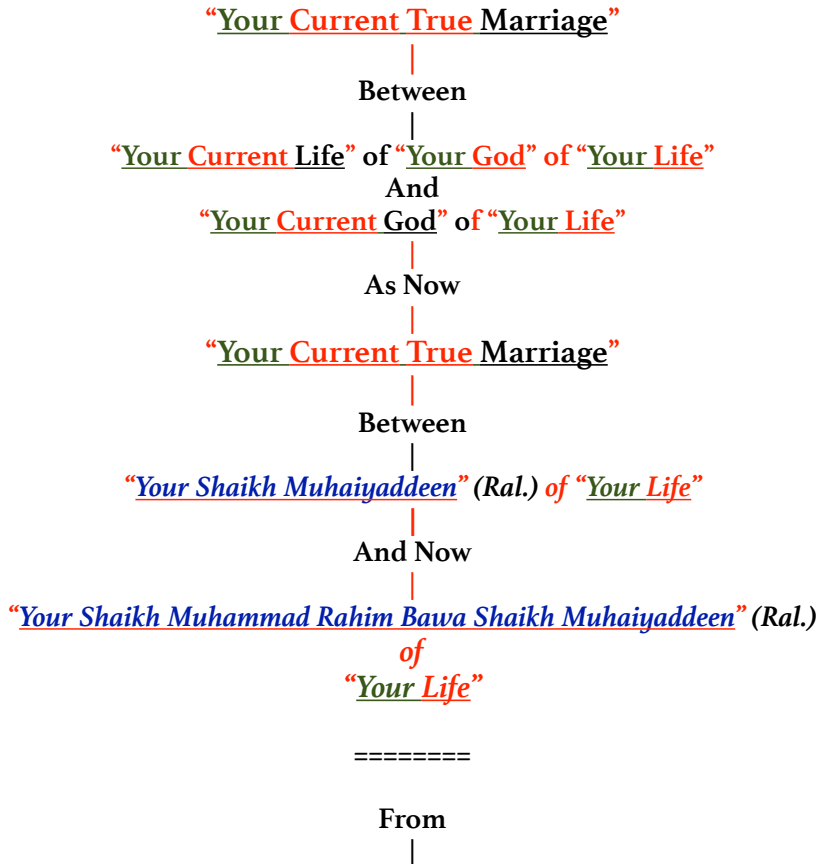 “Your Current True Marriage”
|
Between
|
“Your Current Life” of “Your God” of “Your Life”
And
“Your Current God” of “Your Life”
|
As Now
|
“Your Current True Marriage”
|
Between
|
“Your Shaikh Muhaiyaddeen” (Ral.) of “Your Life”
|
And Now
|
“Your Shaikh Muhammad Rahim Bawa Shaikh Muhaiyaddeen” (Ral.)
of
“Your Life”
========
From
|